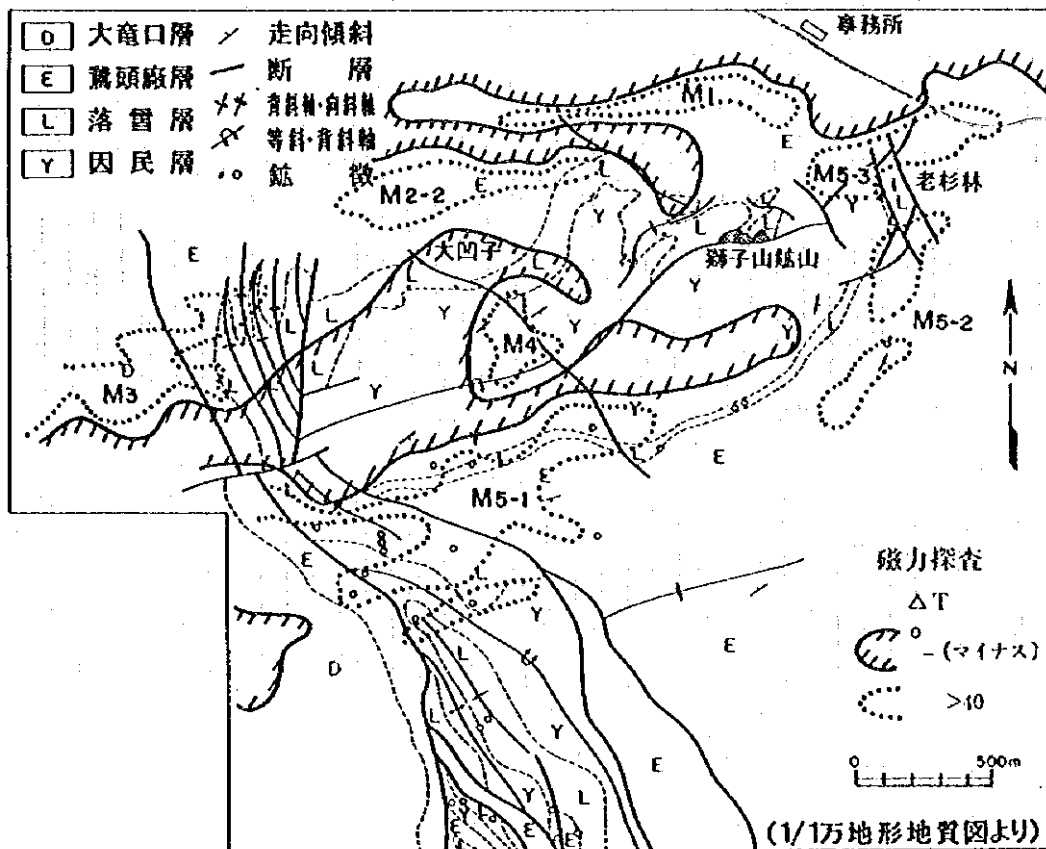 D 大竜口層 走向傾斜
E 鵞頭廠層 断層
L 落雪層 背斜軸・向斜軸
Y 因民層 等斜・背斜軸
鉱徴
事務所
M1
E
M5-3
老杉林
M2-2
E
L
Y
L
L
Y
L
獅子山鉱山
大凹子
E
L
L
L
Y
Y
Y
Y
L
M5-2
M4
D
M3
L
Y
N
65
Y
L
E
L
E
M5-1
E
L
Y
D
L
E
L
Y
L
E
Y
E
E
E
磁力探査
ΔT
0
-(マイナス)
>40
0 500m
(1/1万地形地質図より)